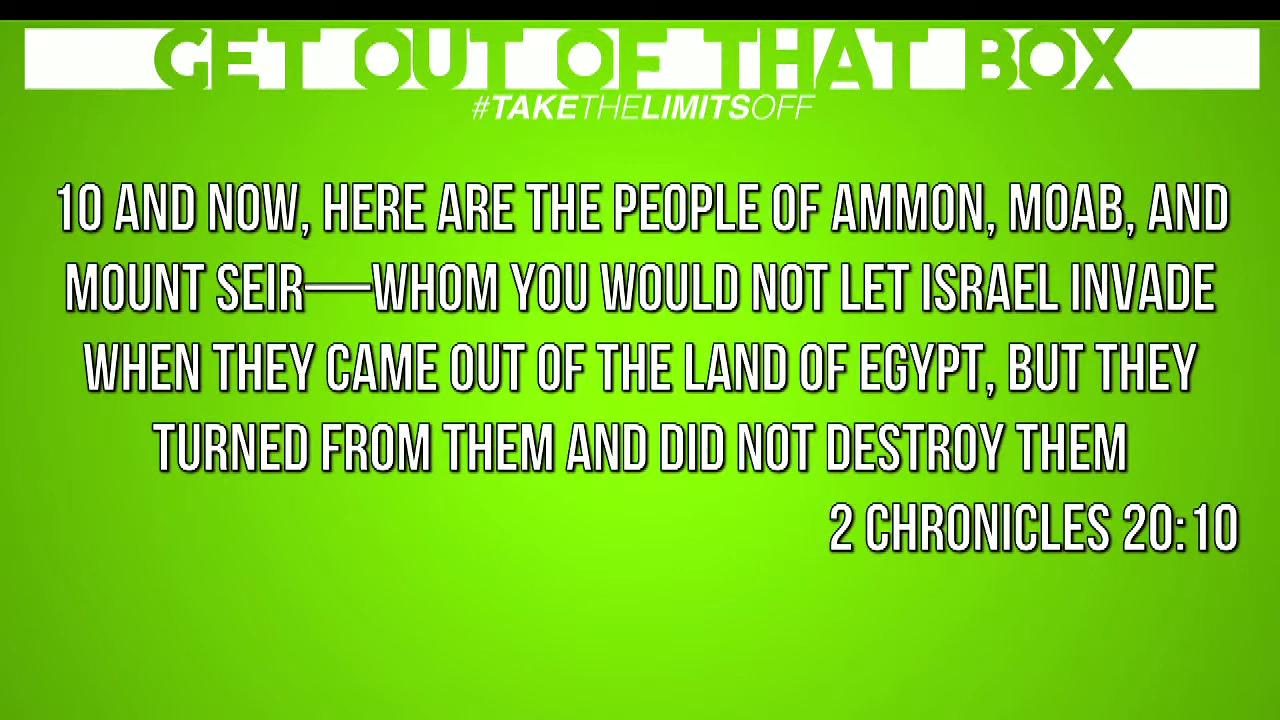 GET OUT OF THAT BOX
#TAKETHELIMITSOFF
10 AND NOW, HERE ARE THE PEOPLE OF AMMON, MOAB, AND
MOUNT SEIR—WHOM YOU WOULD NOT LET ISRAEL INVADE
WHEN THEY CAME OUT OF THE LAND OF EGYPT, BUT THEY
TURNED FROM THEM AND DID NOT DESTROY THEM
2 CHRONICLES 20:10